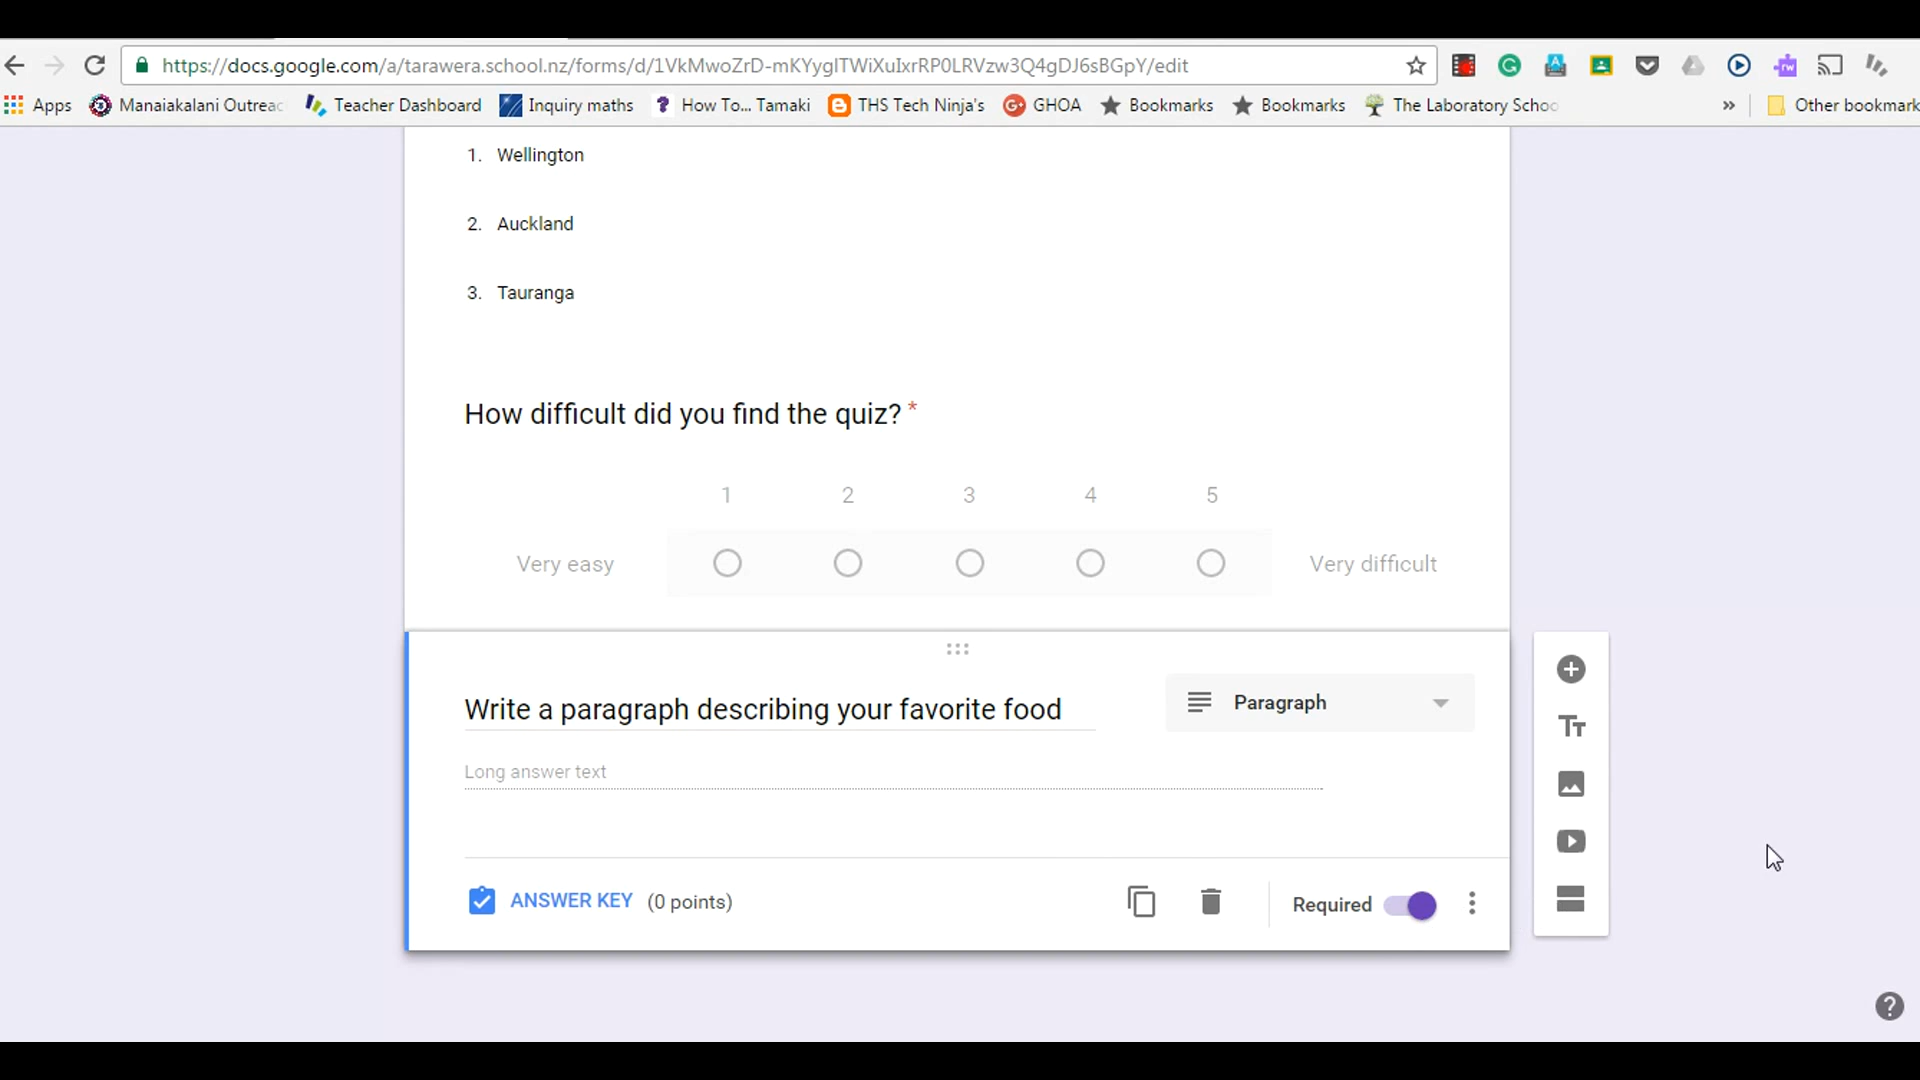 https://docs.google.com/a/tarawera.school.nz/forms/d/1VkMwoZrD-mKYyglTWiXuIxrRP0LRVzw3Q4gDJ6sBGpY/edit
Apps Manaiakalani Outreac Teacher Dashboard Inquiry maths How To... Tamaki THS Tech Ninja's GHOA Bookmarks Bookmarks The Laboratory Schoo » Other bookmark
1. Wellington
2. Auckland
3. Tauranga
How difficult did you find the quiz? *
1 2 3 4 5
Very easy Very difficult
Write a paragraph describing your favorite food
Paragraph
Long answer text
ANSWER KEY (0 points)
Required